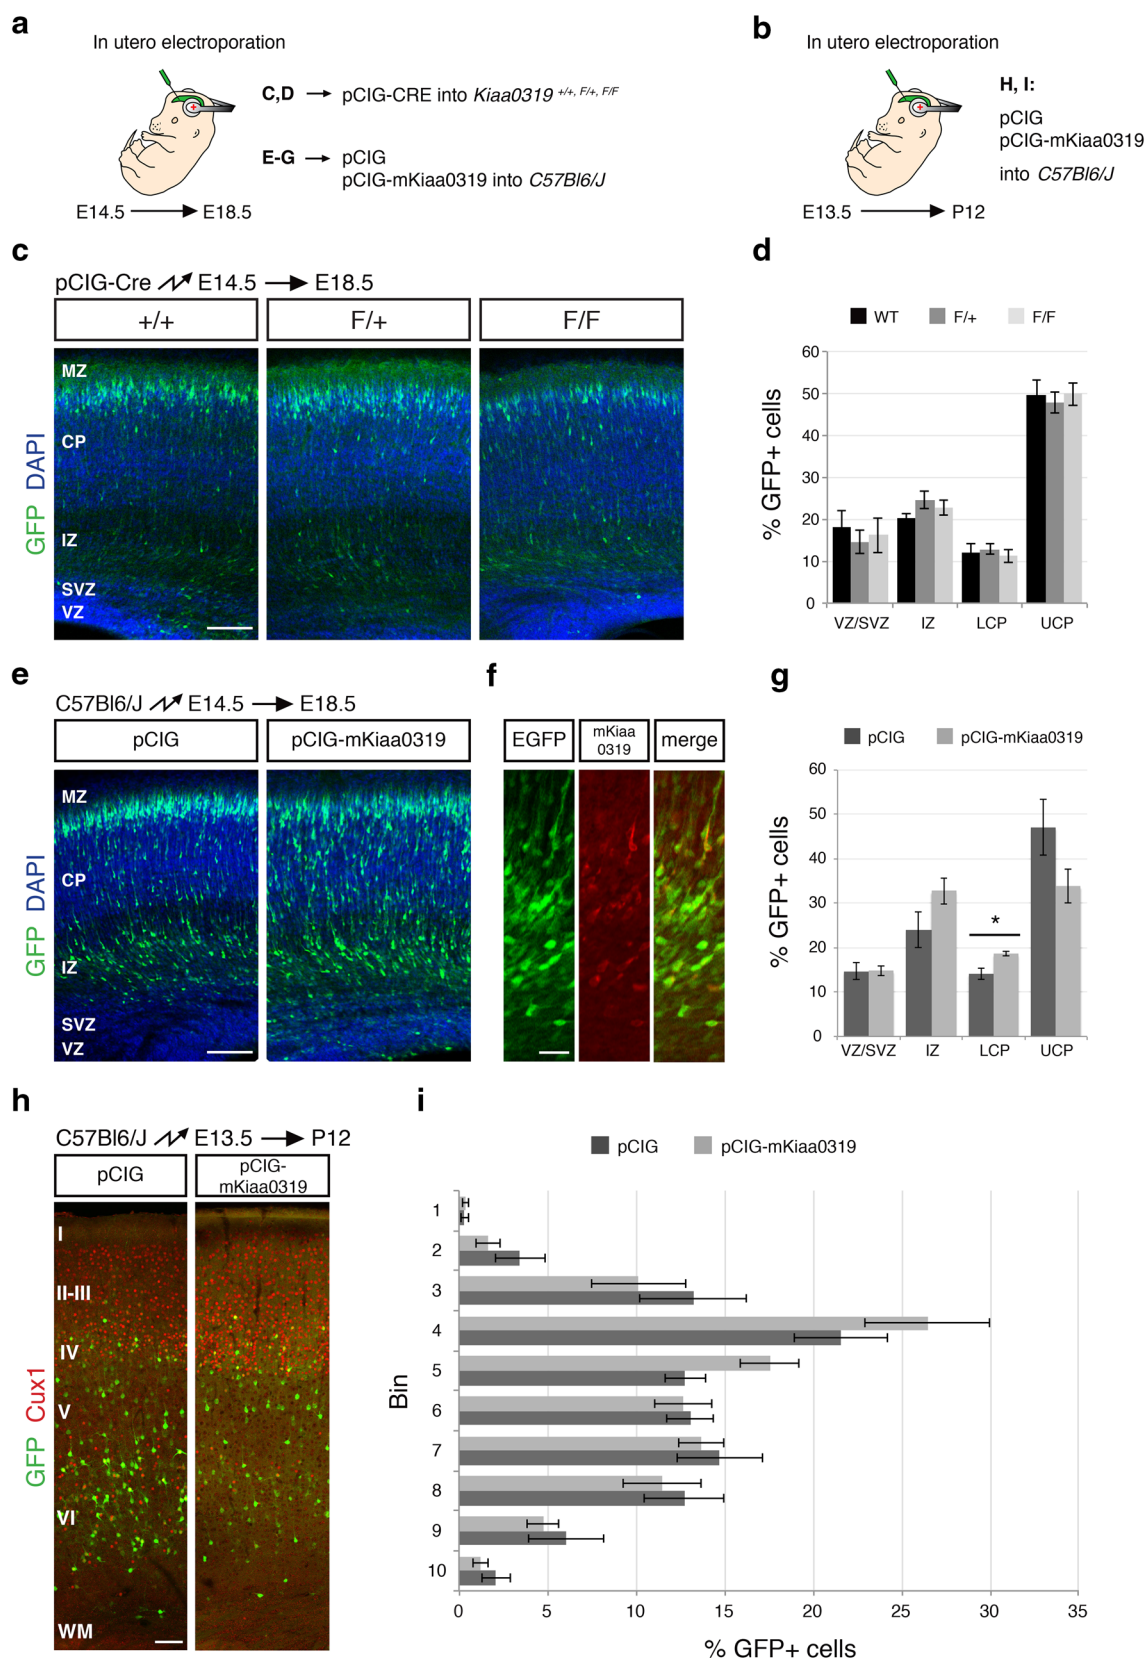 a
In utero electroporation
C,D → pCIG-CRE into Kiaa0319 +/+, F/+, F/F
E-G → pCIG
pCIG-mKiaa0319 into C57Bl6/J
E14.5 → E18.5
b
In utero electroporation
H, I:
pCIG
pCIG-mKiaa0319
into C57Bl6/J
E13.5 → P12
c
pCIG-Cre E14.5 → E18.5
+/+ F/+ F/F
GFP DAPI
MZ
CP
IZ
SVZ
VZ
d
WT F/+ F/F
% GFP+ cells
60
50
40
30
20
10
0
VZ/SVZ IZ LCP UCP
e
C57Bl6/J E14.5 → E18.5
pCIG pCIG-mKiaa0319
GFP DAPI
MZ
CP
IZ
SVZ
VZ
f
EGFP mKiaa 0319 merge
g
pCIG pCIG-mKiaa0319
% GFP+ cells
60
50
40
30
20
10
0
*
VZ/SVZ IZ LCP UCP
h
C57Bl6/J E13.5 → P12
pCIG pCIG-
mKiaa0319
GFP Cux1
I
II-III
IV
V
VI
WM
i
pCIG pCIG-mKiaa0319
Bin
1
2
3
4
5
6
7
8
9
10
0 5 10 15 20 25 30 35
% GFP+ cells